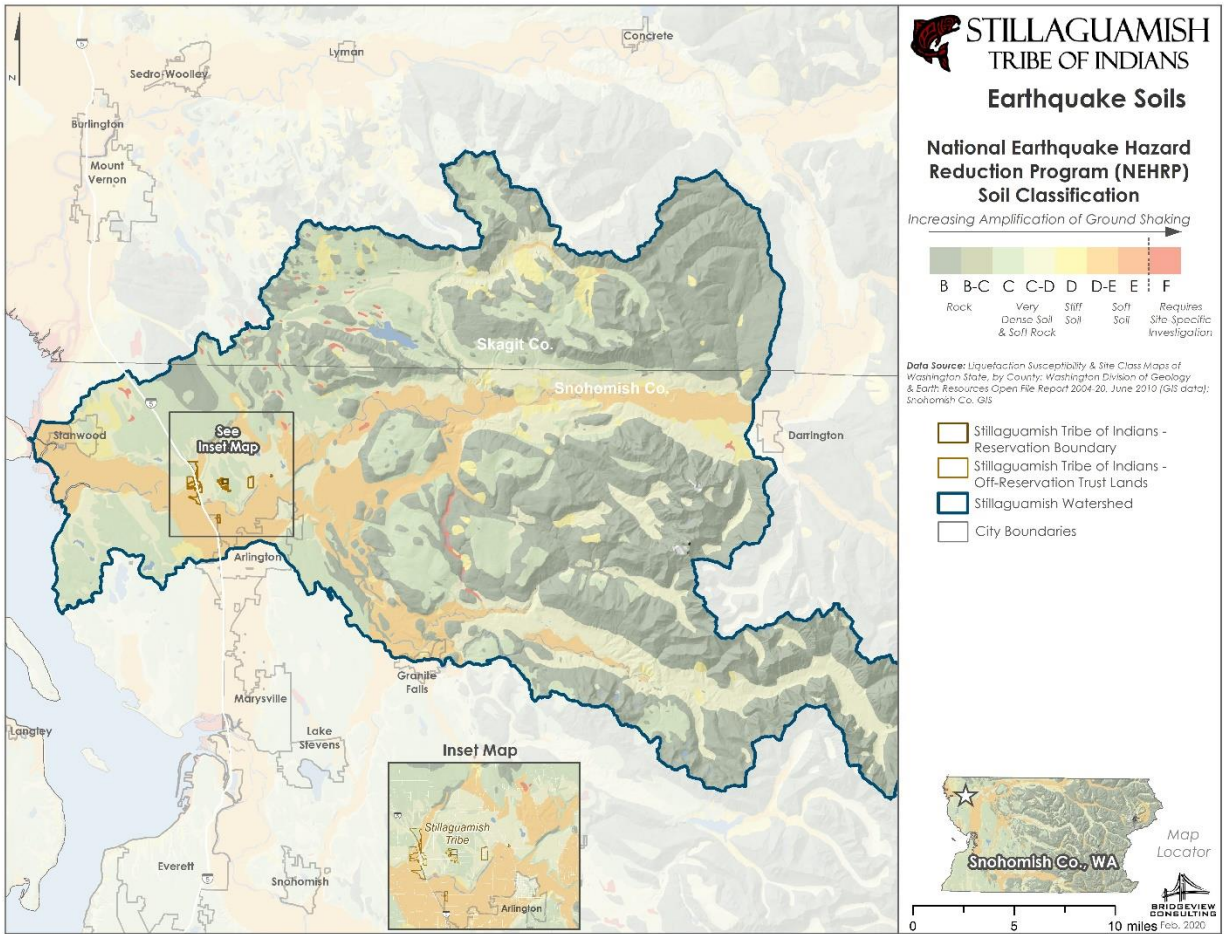 N
5
Sedro-Woolley
Lyman
Concrete
Burlington
Mount
Vernon
Skagit Co.
Snohomish Co.
5
Stanwood
See
Inset Map
Darrington
Arlington
Granite
Falls
Marysville
Lake
Stevens
Langley
Everett
5
Snohomish
Inset Map
Stillaguamish
Tribe
Arlington
STILLAGUAMISH
TRIBE OF INDIANS
Earthquake Soils
National Earthquake Hazard
Reduction Program (NEHRP)
Soil Classification
Increasing Amplification of Ground Shaking
B B-C C C-D D D-E E F
Rock
Very
Dense Soil
& Soft Rock
Stiff
Soil
Soft
Soil
Requires
Site-Specific
Investigation
Data Source: Liquefaction Susceptibility & Site Class Maps of
Washington State, by County: Washington Division of Geology
& Earth Resources Open File Report 2004-20, June 2010 (GIS data);
Snohomish Co. GIS
Stillaguamish Tribe of Indians -
Reservation Boundary
Stillaguamish Tribe of Indians -
Off-Reservation Trust Lands
Stillaguamish Watershed
City Boundaries
Snohomish Co., WA
Map
Locator
0 5 10 miles
BRIDGEVIEW
CONSULTING
Feb, 2020